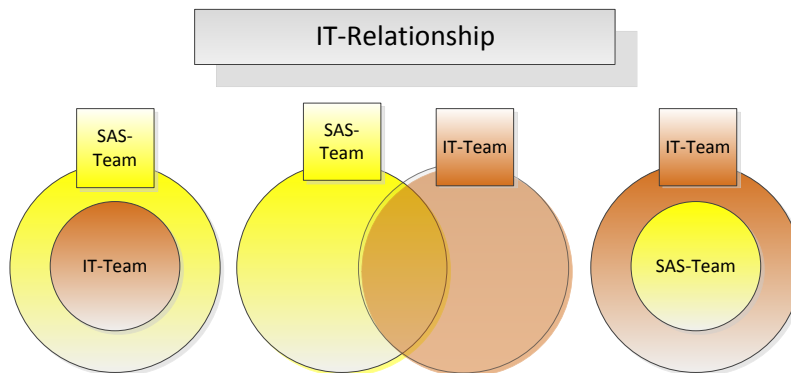 IT-Relationship
SAS-
Team
SAS-
Team
IT-Team
IT-Team
IT-Team
SAS-Team